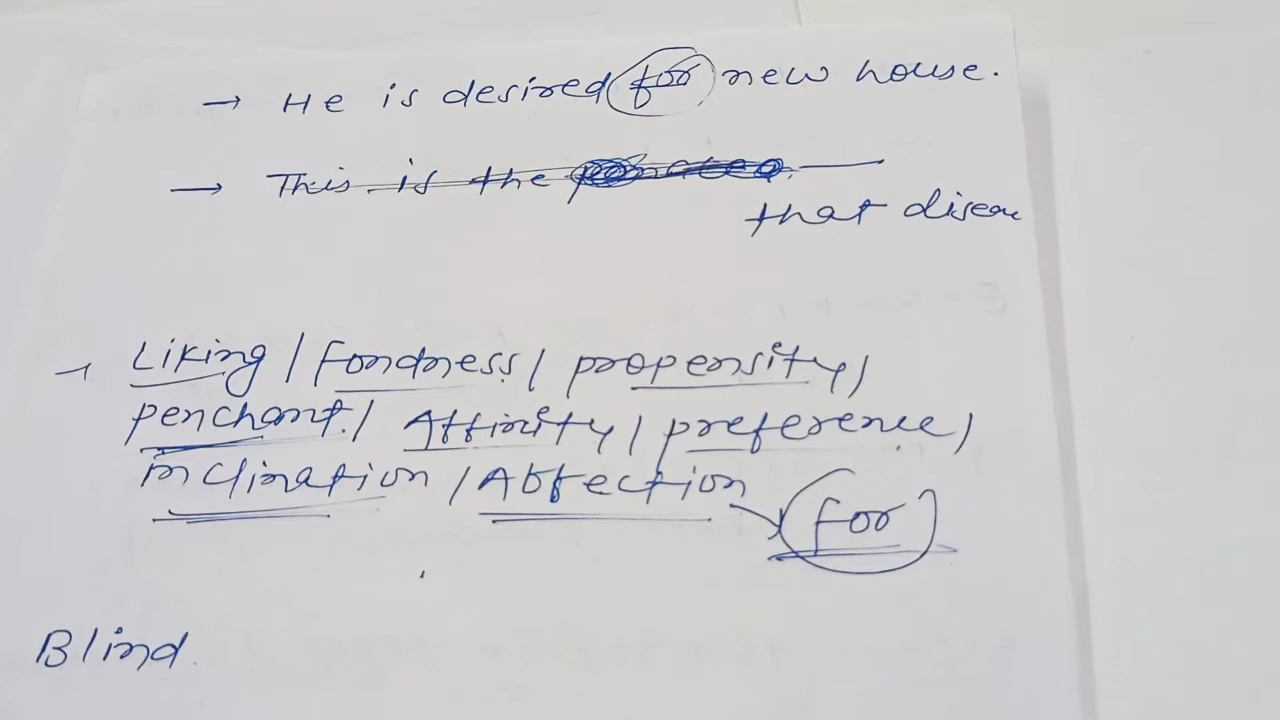 → He is desired for new house.
→ This is the
that disea
→ Liking / Fondness / propensity /
penchant / Affinity / preference /
inclination / Affection
for
Blind